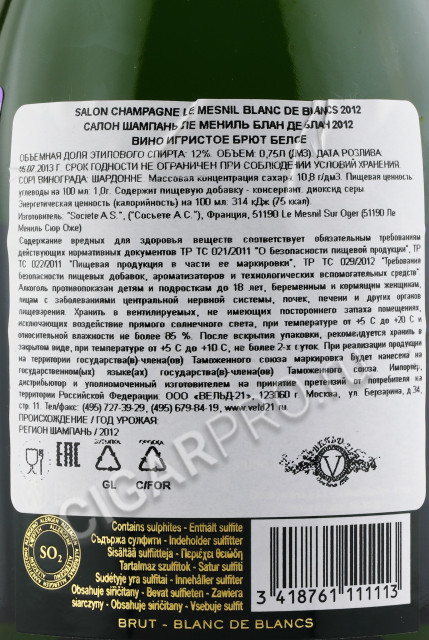 SALON CHAMPAGNE LE MESNIL BLANC DE BLANCS 2012
САЛОН ШАМПАНЬ ЛЕ МЕНИЛЬ БЛАН ДЕ БЛАН 2012
ВИНО ИГРИСТОЕ БРЮТ БЕЛОЕ
ОБЪЕМНАЯ ДОЛЯ ЭТИЛОВОГО СПИРТА: 12%. ОБЪЕМ: 0,75Л (ДМ3). ДАТА РОЗЛИВА
15.07.2013 Г. СРОК ГОДНОСТИ НЕ ОГРАНИЧЕН ПРИ СОБЛЮДЕНИИ УСЛОВИЙ ХРАНЕНИЯ.
СОРТ ВИНОГРАДА: ШАРДОННЕ. Массовая концентрация сахара 10,8 г/дм3. Пищевая ценность
углеводы на 100 мл: 1,0г. Содержит пищевую добавку - консервант: диоксид серы.
Энергетическая ценность (калорийность) на 100 мл: 314 кДж (75 ккал)
Изготовитель: "Societe A.S.", ("Сосьете А.С."), Франция, 51190 Le Mesnil Sur Oger (51190 Ле
Мениль Сюр Оже)
Содержание вредных для здоровья веществ соответствует обязательным требованиям
действующих нормативных документов ТР ТС 021/2011 "О безопасности пищевой продукции", ТР
ТС 022/2011 "Пищевая продукция в части ее маркировки", ТР ТС 029/2012 "Требования
безопасности пищевых добавок, ароматизаторов и технологических вспомогательных средств"
Алкоголь противопоказан детям и подросткам до 18 лет, беременным и кормящим женщинам,
лицам с заболеваниями центральной нервной системы, почек, печени и других органов
пищеварения. Хранить в вентилируемых, не имеющих постороннего запаха помещениях,
исключающих воздействие прямого солнечного света, при температуре от +5 С до +20 С и
относительной влажности не более 85 %. После вскрытия упаковки, рекомендуется хранить в
закрытом виде, при температуре от +5 С до +10 С, не более 2-х суток. При реализации продукции
на территории государства(в)-члена(ов) Таможенного союза маркировка будет нанесена на
государственном(ых) языке(ах) государств(в)-члена(ов) Таможенного союза. Импортер,
дистрибьютор и уполномоченный изготовителем на принятие претензий от потребителя на
территории Российской Федерации: ООО «ВЕЛЬД-21», 123060 г. Москва, ул. Берзарина, д.34,
стр. 11. Тел/факс: (495) 727-39-29, (495) 679-84-19, www.veld21.ru
ПРОИСХОЖДЕНИЕ / ГОД УРОЖАЯ:
РЕГИОН ШАМПАНЬ / 2012
EAC
GL
C/FOR
V
CIGARPRO.RU
SO2
Contains sulphites - Enthält sulfite
Съдържа сулфити - Indeholder sulfitter
Sisältää sulfiitteja - Περιέχει θειώδη
Tartalmaz szulfitok - Satur sulfiti
Sudėtyje yra sulfitai - Innehåller sulfiter
Obsahuje siričitany - Bevat sulfieten - Zawiera
siarczyny - Obsahuje siřičitany - Vsebuje sulfit
3 418761 111113
BRUT - BLANC DE BLANCS